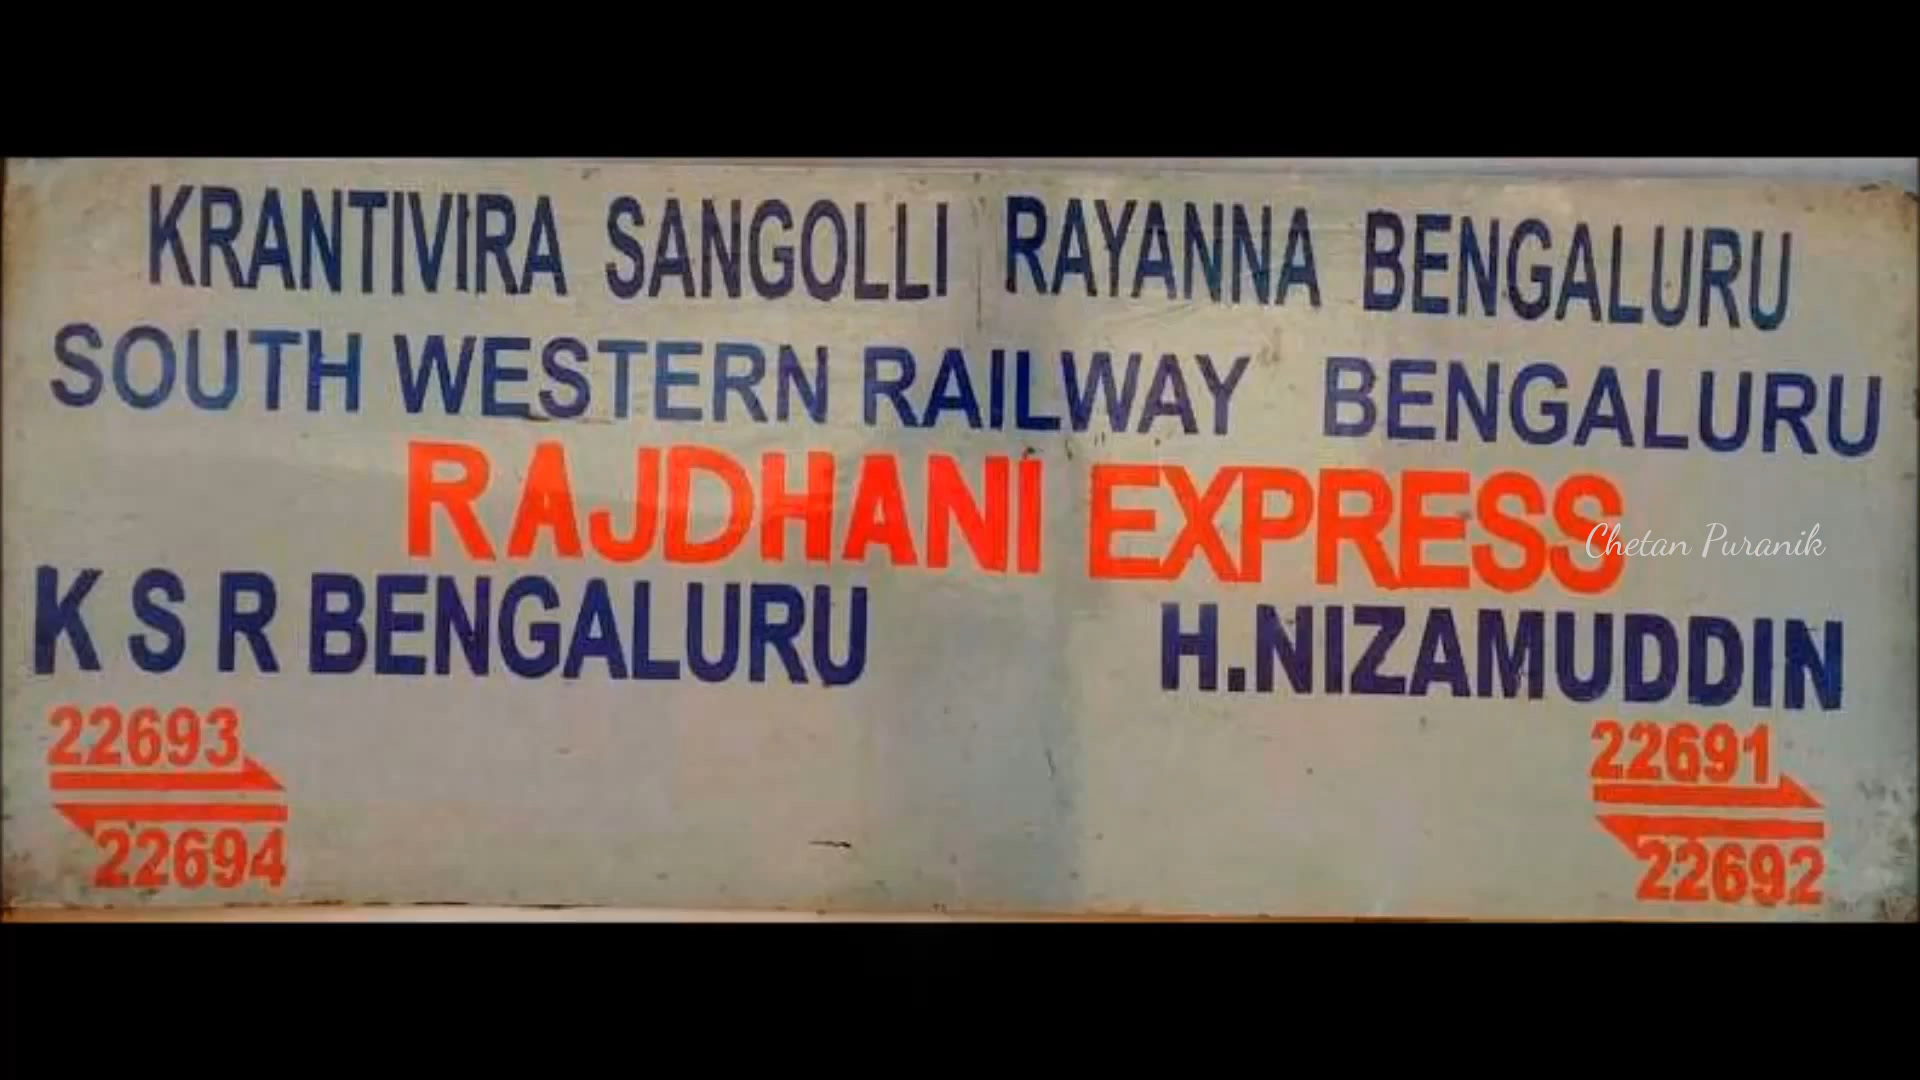 KRANTIVIRA SANGOLLI RAYANNA BENGALURU
SOUTH WESTERN RAILWAY BENGALURU
RAJDHANI EXPRESS
Chetan Puranik
K S R BENGALURU H.NIZAMUDDIN
22693 22691
22694 22692